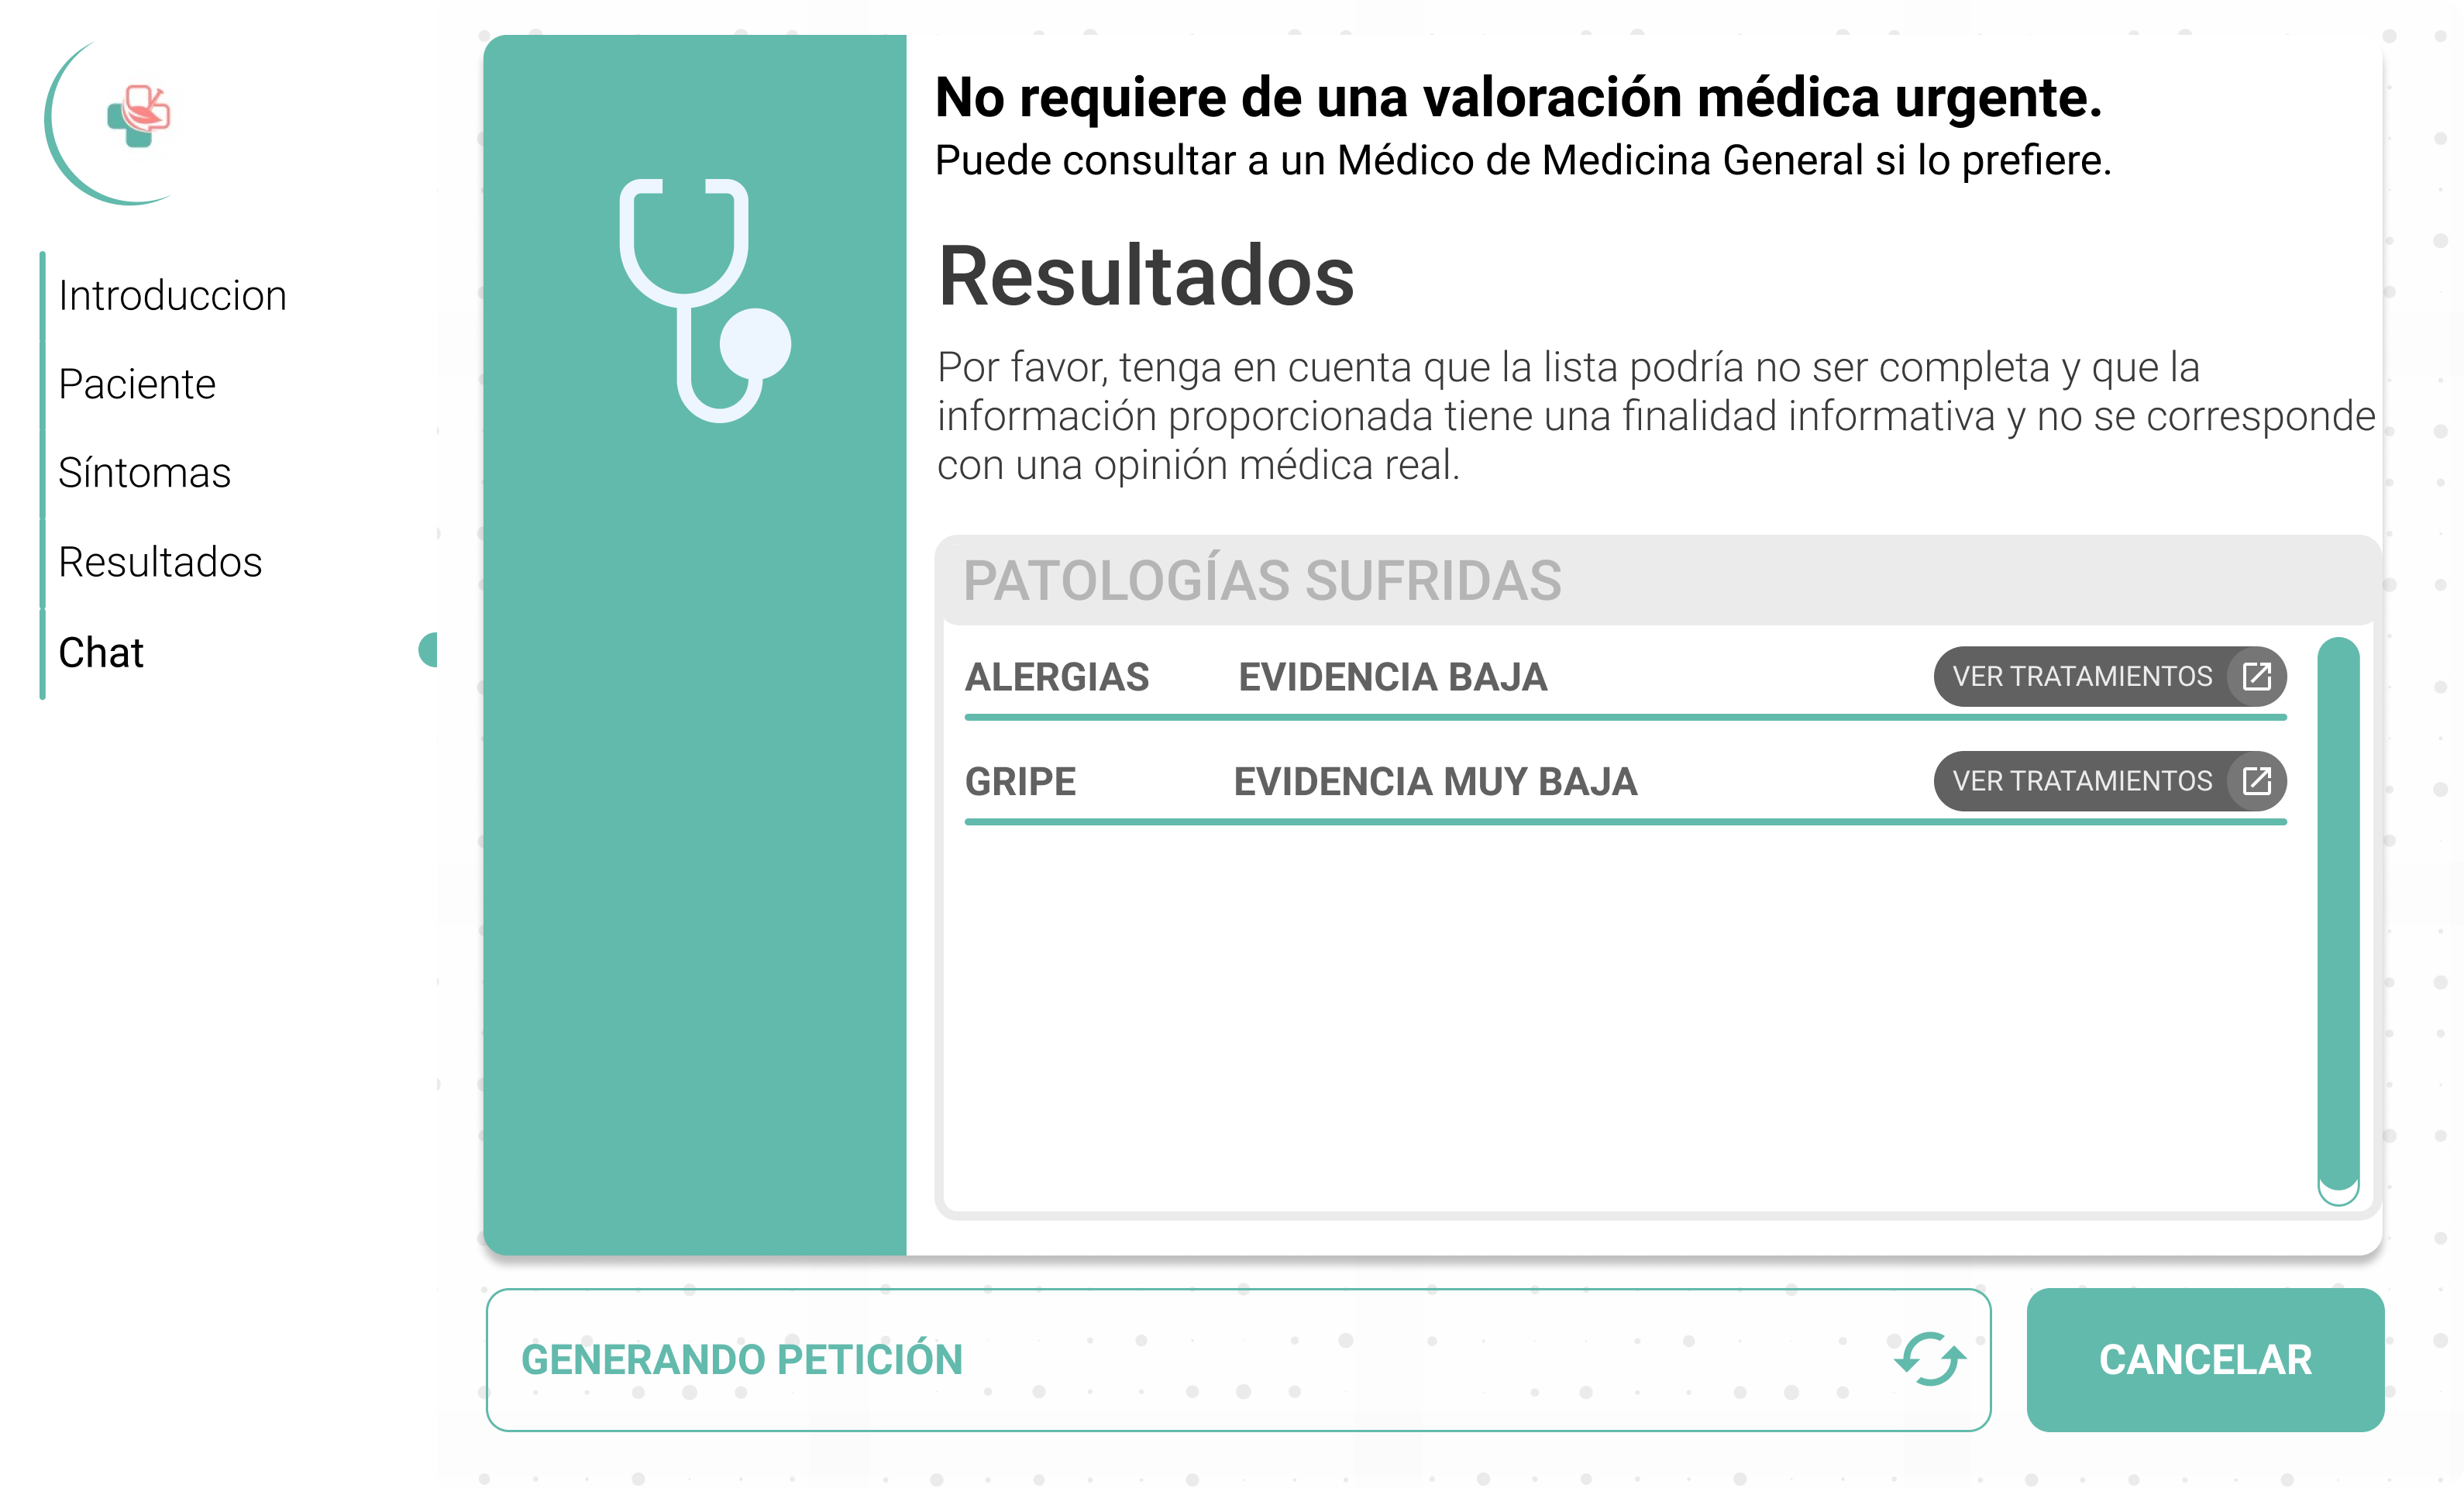 Introduccion
Paciente
Síntomas
Resultados
Chat
No requiere de una valoración médica urgente.
Puede consultar a un Médico de Medicina General si lo prefiere.
Resultados
Por favor, tenga en cuenta que la lista podría no ser completa y que la
información proporcionada tiene una finalidad informativa y no se corresponde
con una opinión médica real.
PATOLOGÍAS SUFRIDAS
ALERGIAS EVIDENCIA BAJA VER TRATAMIENTOS
GRIPE EVIDENCIA MUY BAJA VER TRATAMIENTOS
GENERANDO PETICIÓN
CANCELAR